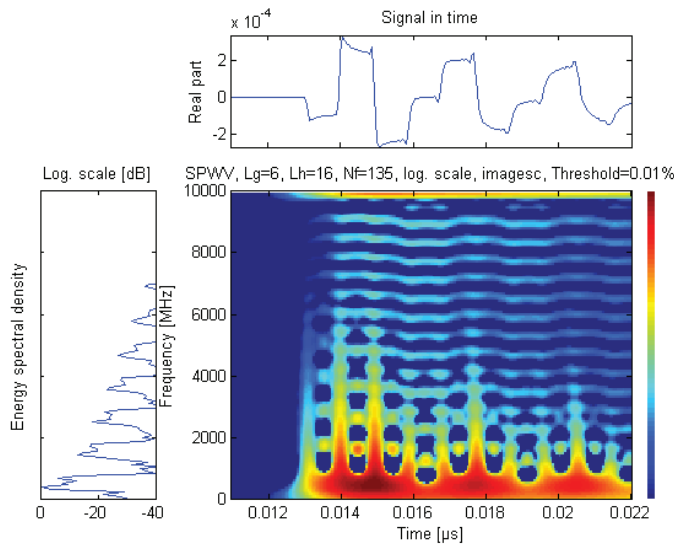 Signal in time
x 10⁻⁴
Real part
2
0
-2
Log. scale [dB]
SPWV, Lg=6, Lh=16, Nf=135, log. scale, imagesc, Threshold=0.01%
Energy spectral density
0
-20
-40
Frequency [MHz]
10000
8000
6000
4000
2000
0
0.012
0.014
0.016
0.018
0.02
0.022
Time [µs]